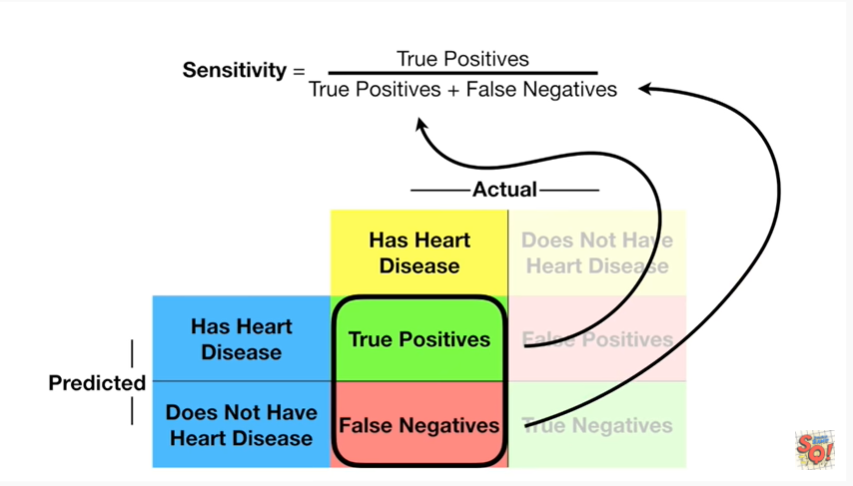 True Positives
Sensitivity =
True Positives + False Negatives
Actual
Has Heart
Disease
Does Not Have
Heart Disease
Has Heart
Disease
True Positives
False Positives
Predicted
Does Not Have
Heart Disease
False Negatives
True Negatives
SQ!